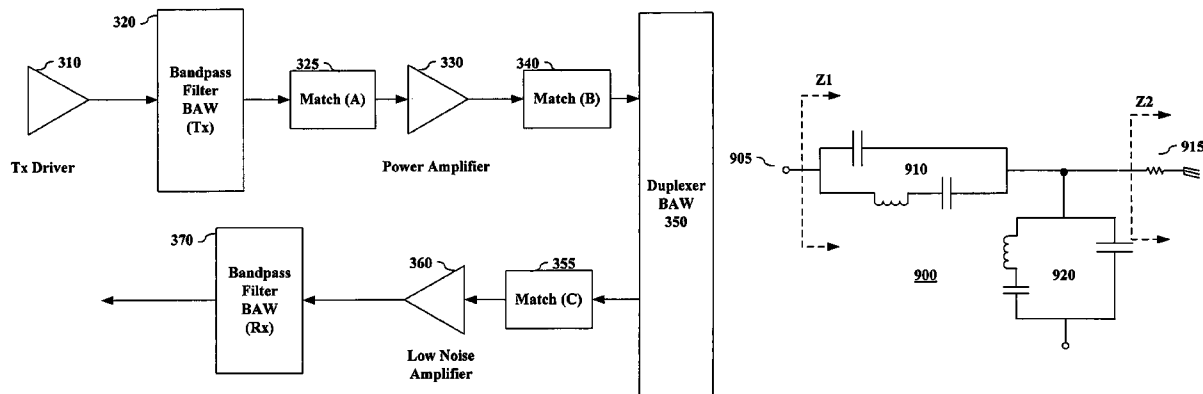 320
310
Bandpass
Filter
BAW
(Tx)
325
Match (A)
330
340
Match (B)
Tx Driver
Power Amplifier
Duplexer
BAW
350
370
Bandpass
Filter
BAW
(Rx)
360
355
Match (C)
Low Noise
Amplifier
Z1
Z2
905
910
915
920
900